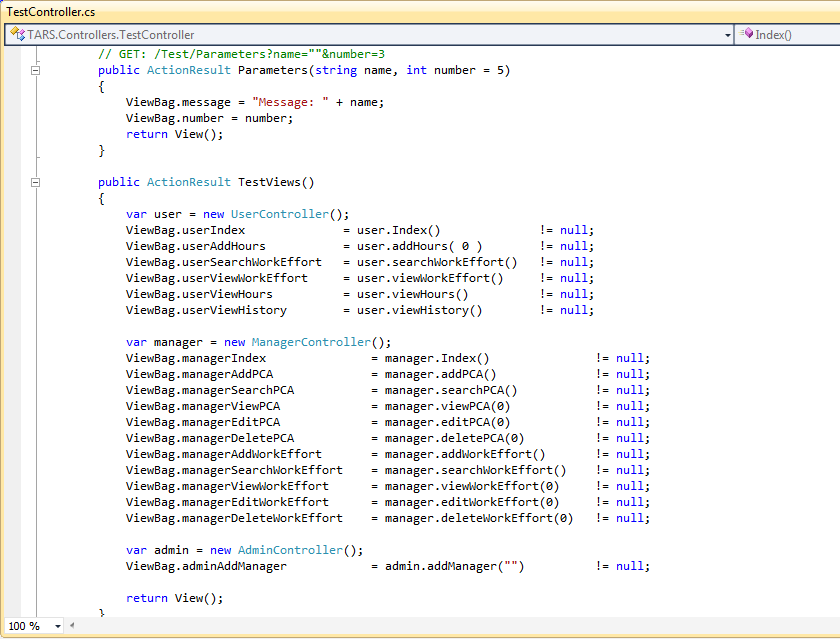 TestController.cs
TARS.Controllers.TestController Index()
// GET: /Test/Parameters?name=""&number=3
public ActionResult Parameters(string name, int number = 5)
{
ViewBag.message = "Message: " + name;
ViewBag.number = number;
return View();
}
public ActionResult TestViews()
{
var user = new UserController();
ViewBag.userIndex = user.Index() != null;
ViewBag.userAddHours = user.addHours( 0 ) != null;
ViewBag.userSearchWorkEffort = user.searchWorkEffort() != null;
ViewBag.userViewWorkEffort = user.viewWorkEffort() != null;
ViewBag.userViewHours = user.viewHours() != null;
ViewBag.userViewHistory = user.viewHistory() != null;
var manager = new ManagerController();
ViewBag.managerIndex = manager.Index() != null;
ViewBag.managerAddPCA = manager.addPCA() != null;
ViewBag.managerSearchPCA = manager.searchPCA() != null;
ViewBag.managerViewPCA = manager.viewPCA(0) != null;
ViewBag.managerEditPCA = manager.editPCA(0) != null;
ViewBag.managerDeletePCA = manager.deletePCA(0) != null;
ViewBag.managerAddWorkEffort = manager.addWorkEffort() != null;
ViewBag.managerSearchWorkEffort = manager.searchWorkEffort() != null;
ViewBag.managerViewWorkEffort = manager.viewWorkEffort(0) != null;
ViewBag.managerEditWorkEffort = manager.editWorkEffort(0) != null;
ViewBag.managerDeleteWorkEffort = manager.deleteWorkEffort(0) != null;
var admin = new AdminController();
ViewBag.adminAddManager = admin.addManager("") != null;
return View();
}
100 %